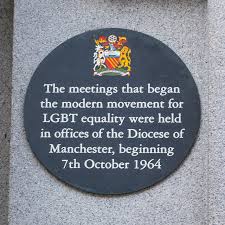 The meetings that began
the modern movement for
LGBT equality were held
in offices of the Diocese of
Manchester, beginning
7th October 1964